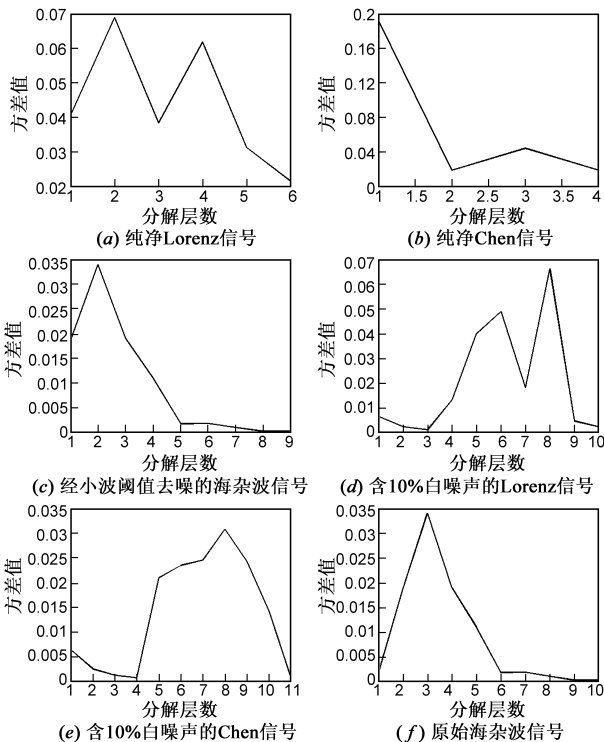 0.07
0.06
0.05
0.04
0.03
0.02
方差值
1 2 3 4 5 6
分解层数
(a) 纯净Lorenz信号
0.2
0.16
0.12
0.08
0.04
0
方差值
1 1.5 2 2.5 3 3.5 4
分解层数
(b) 纯净Chen信号
0.035
0.03
0.025
0.02
0.015
0.01
0.005
0
方差值
1 2 3 4 5 6 7 8 9
分解层数
(c) 经小波阈值去噪的海杂波信号
0.07
0.06
0.05
0.04
0.03
0.02
0.01
0
方差值
1 2 3 4 5 6 7 8 9 10
分解层数
(d) 含10%白噪声的Lorenz信号
0.035
0.03
0.025
0.02
0.015
0.01
0.005
0
方差值
1 2 3 4 5 6 7 8 9 10 11
分解层数
(e) 含10%白噪声的Chen信号
0.035
0.03
0.025
0.02
0.015
0.01
0.005
0
方差值
1 2 3 4 5 6 7 8 9 10
分解层数
(f) 原始海杂波信号